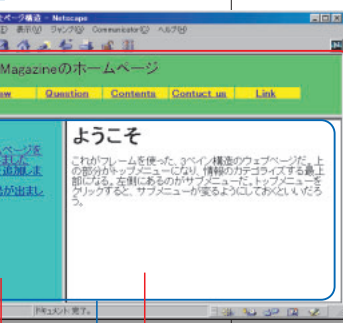 ェページ構造 - Netscape
表示(V) ジャンプ(G) Communicator(C) ヘルプ(H)
Magazineのホームページ
ew Question Contents Contuct us Link
ようこそ
これがフレームを使った、3ペイン構造のウェブページだ。上
の部分がトップメニューになり、情報のカテゴライズする最上
部になる。左側にあるのがサブメニューだ。トップメニューを
クリックすると、サブメニューが変るようにしておくといいだろ
う。
ムページを
ました
を追加しま
号が出まし
ドキュメント完了。